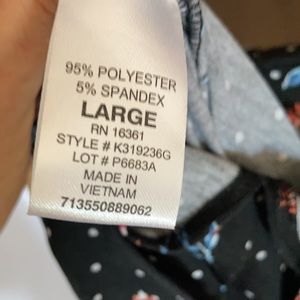 95% POLYESTER
5% SPANDEX
LARGE
RN 16361
STYLE # K319236G
LOT # P6683A
MADE IN
VIETNAM
713550889062